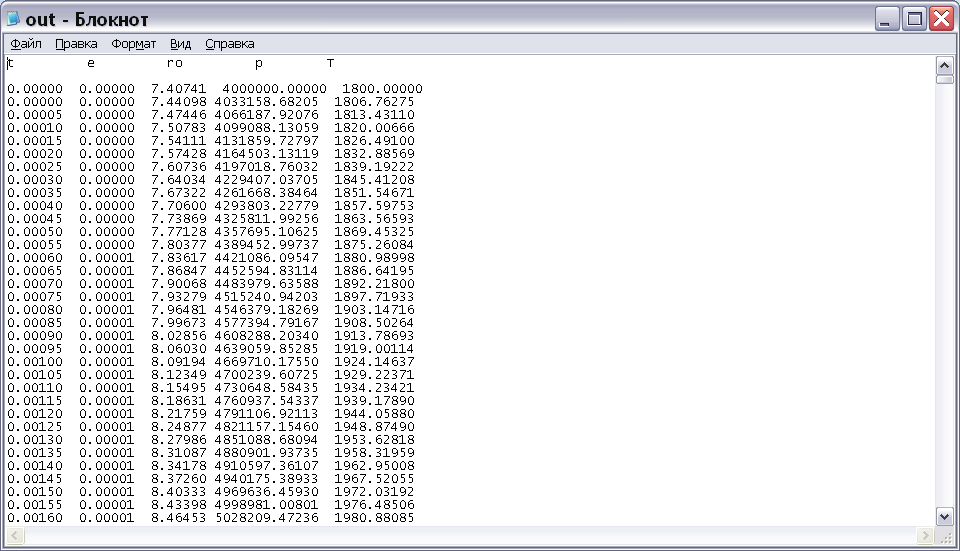 out - Блокнот
Файл Правка Формат Вид Справка
t e ro p T
0.00000 0.00000 7.40741 4000000.00000 1800.00000
0.00000 0.00000 7.44098 4033158.68205 1806.76275
0.00005 0.00000 7.47446 4066187.92076 1813.43110
0.00010 0.00000 7.50783 4099088.13059 1820.00666
0.00015 0.00000 7.54111 4131859.72797 1826.49100
0.00020 0.00000 7.57428 4164503.13119 1832.88569
0.00025 0.00000 7.60736 4197018.76032 1839.19222
0.00030 0.00000 7.64034 4229407.03705 1845.41208
0.00035 0.00000 7.67322 4261668.38464 1851.54671
0.00040 0.00000 7.70600 4293803.22779 1857.59753
0.00045 0.00000 7.73869 4325811.99256 1863.56593
0.00050 0.00000 7.77128 4357695.10625 1869.45325
0.00055 0.00000 7.80377 4389452.99737 1875.26084
0.00060 0.00001 7.83617 4421086.09547 1880.98998
0.00065 0.00001 7.86847 4452594.83114 1886.64195
0.00070 0.00001 7.90068 4483979.63588 1892.21800
0.00075 0.00001 7.93279 4515240.94203 1897.71933
0.00080 0.00001 7.96481 4546379.18269 1903.14716
0.00085 0.00001 7.99673 4577394.79167 1908.50264
0.00090 0.00001 8.02856 4608288.20340 1913.78693
0.00095 0.00001 8.06030 4639059.85285 1919.00114
0.00100 0.00001 8.09194 4669710.17550 1924.14637
0.00105 0.00001 8.12349 4700239.60725 1929.22371
0.00110 0.00001 8.15495 4730648.58435 1934.23421
0.00115 0.00001 8.18631 4760937.54337 1939.17890
0.00120 0.00001 8.21759 4791106.92113 1944.05880
0.00125 0.00001 8.24877 4821157.15460 1948.87490
0.00130 0.00001 8.27986 4851088.68094 1953.62818
0.00135 0.00001 8.31087 4880901.93735 1958.31959
0.00140 0.00001 8.34178 4910597.36107 1962.95008
0.00145 0.00001 8.37260 4940175.38933 1967.52055
0.00150 0.00001 8.40333 4969636.45930 1972.03192
0.00155 0.00001 8.43398 4998981.00801 1976.48506
0.00160 0.00001 8.46453 5028209.47236 1980.88085